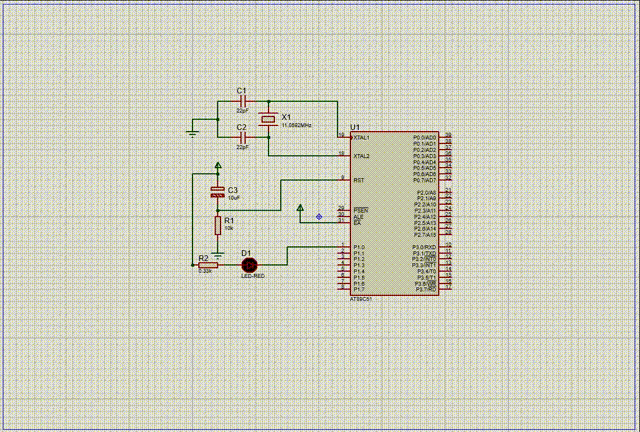 C1
22pF
X1
11.0592MHz
C2
22pF
C3
10uF
R1
10k
R2
0.33k
D1
LED-RED
U1
19 XTAL1
18 XTAL2
9 RST
29 PSEN
30 ALE
31 EA
1 P1.0
2 P1.1
3 P1.2
4 P1.3
5 P1.4
6 P1.5
7 P1.6
8 P1.7
P0.0/AD0 39
P0.1/AD1 38
P0.2/AD2 37
P0.3/AD3 36
P0.4/AD4 35
P0.5/AD5 34
P0.6/AD6 33
P0.7/AD7 32
P2.0/A8 21
P2.1/A9 22
P2.2/A10 23
P2.3/A11 24
P2.4/A12 25
P2.5/A13 26
P2.6/A14 27
P2.7/A15 28
P3.0/RXD 10
P3.1/TXD 11
P3.2/INT0 12
P3.3/INT1 13
P3.4/T0 14
P3.5/T1 15
P3.6/WR 16
P3.7/RD 17
AT89C51